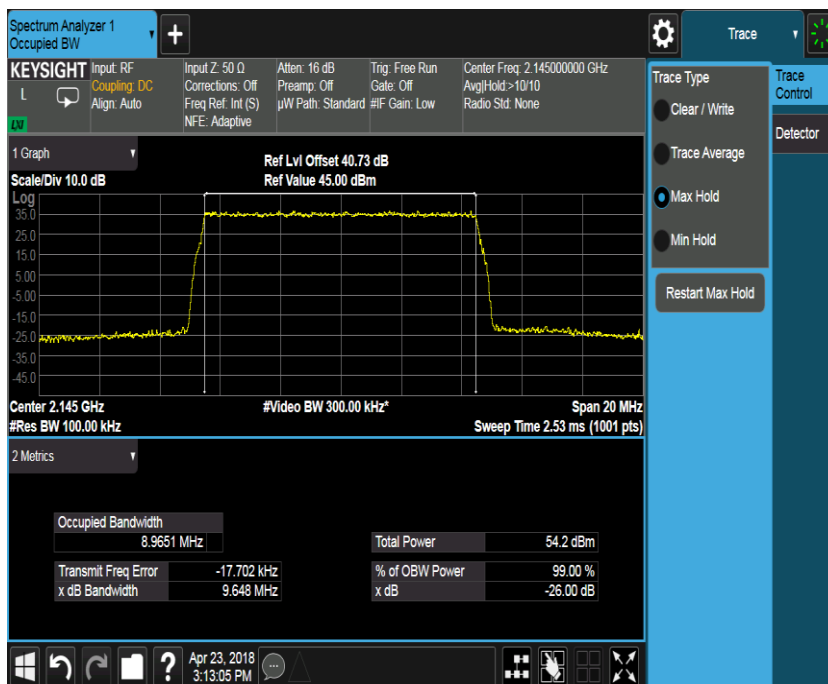 Spectrum Analyzer 1
Occupied BW
+
Trace
KEYSIGHT
L
LXI
Input: RF
Coupling: DC
Align: Auto
Input Z: 50 Ω
Corrections: Off
Freq Ref: Int (S)
NFE: Adaptive
Atten: 16 dB
Preamp: Off
µW Path: Standard
Trig: Free Run
Gate: Off
#IF Gain: Low
Center Freq: 2.145000000 GHz
Avg|Hold:>10/10
Radio Std: None
Trace Type
Clear / Write
Trace Average
Max Hold
Min Hold
Restart Max Hold
Trace
Control
Detector
1 Graph
Scale/Div 10.0 dB
Ref Lvl Offset 40.73 dB
Ref Value 45.00 dBm
Log
35.0
25.0
15.0
5.00
-5.00
-15.0
-25.0
-35.0
-45.0
Center 2.145 GHz
#Video BW 300.00 kHz*
Span 20 MHz
#Res BW 100.00 kHz
Sweep Time 2.53 ms (1001 pts)
2 Metrics
Occupied Bandwidth
8.9651 MHz
Total Power 54.2 dBm
Transmit Freq Error -17.702 kHz
% of OBW Power 99.00 %
x dB Bandwidth 9.648 MHz
x dB -26.00 dB
?
Apr 23, 2018
3:13:05 PM